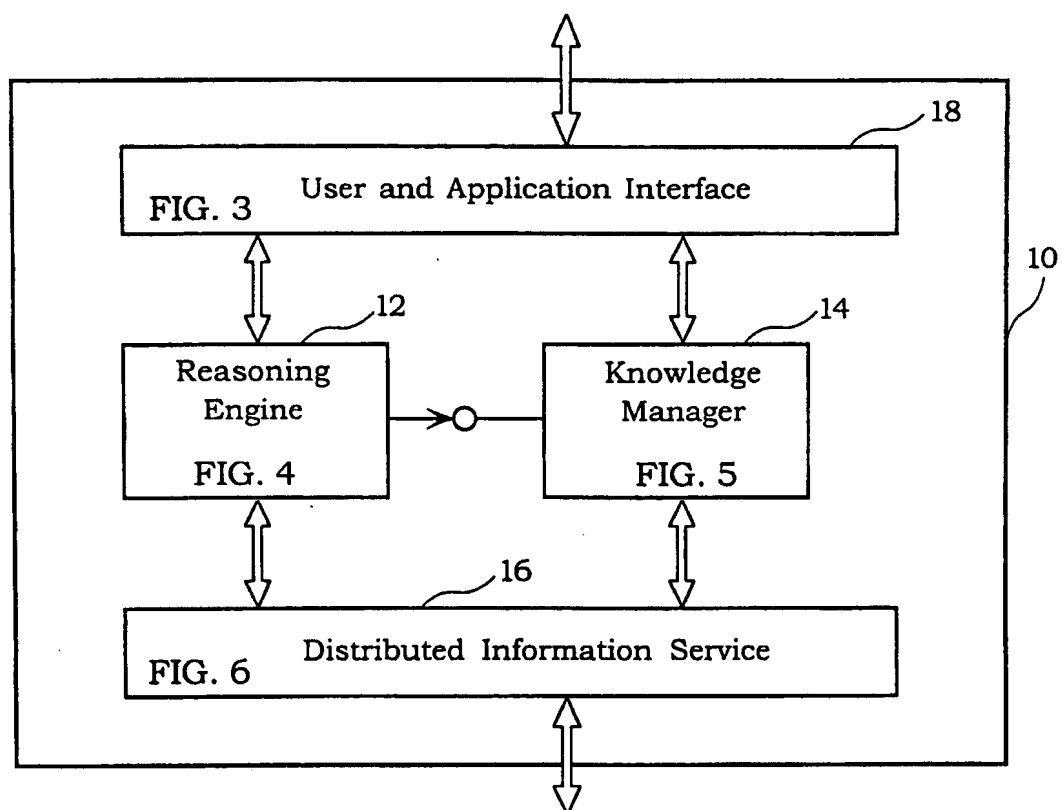 18
User and Application Interface
FIG. 3
10
12
14
Reasoning
Engine
FIG. 4
Knowledge
Manager
FIG. 5
16
Distributed Information Service
FIG. 6